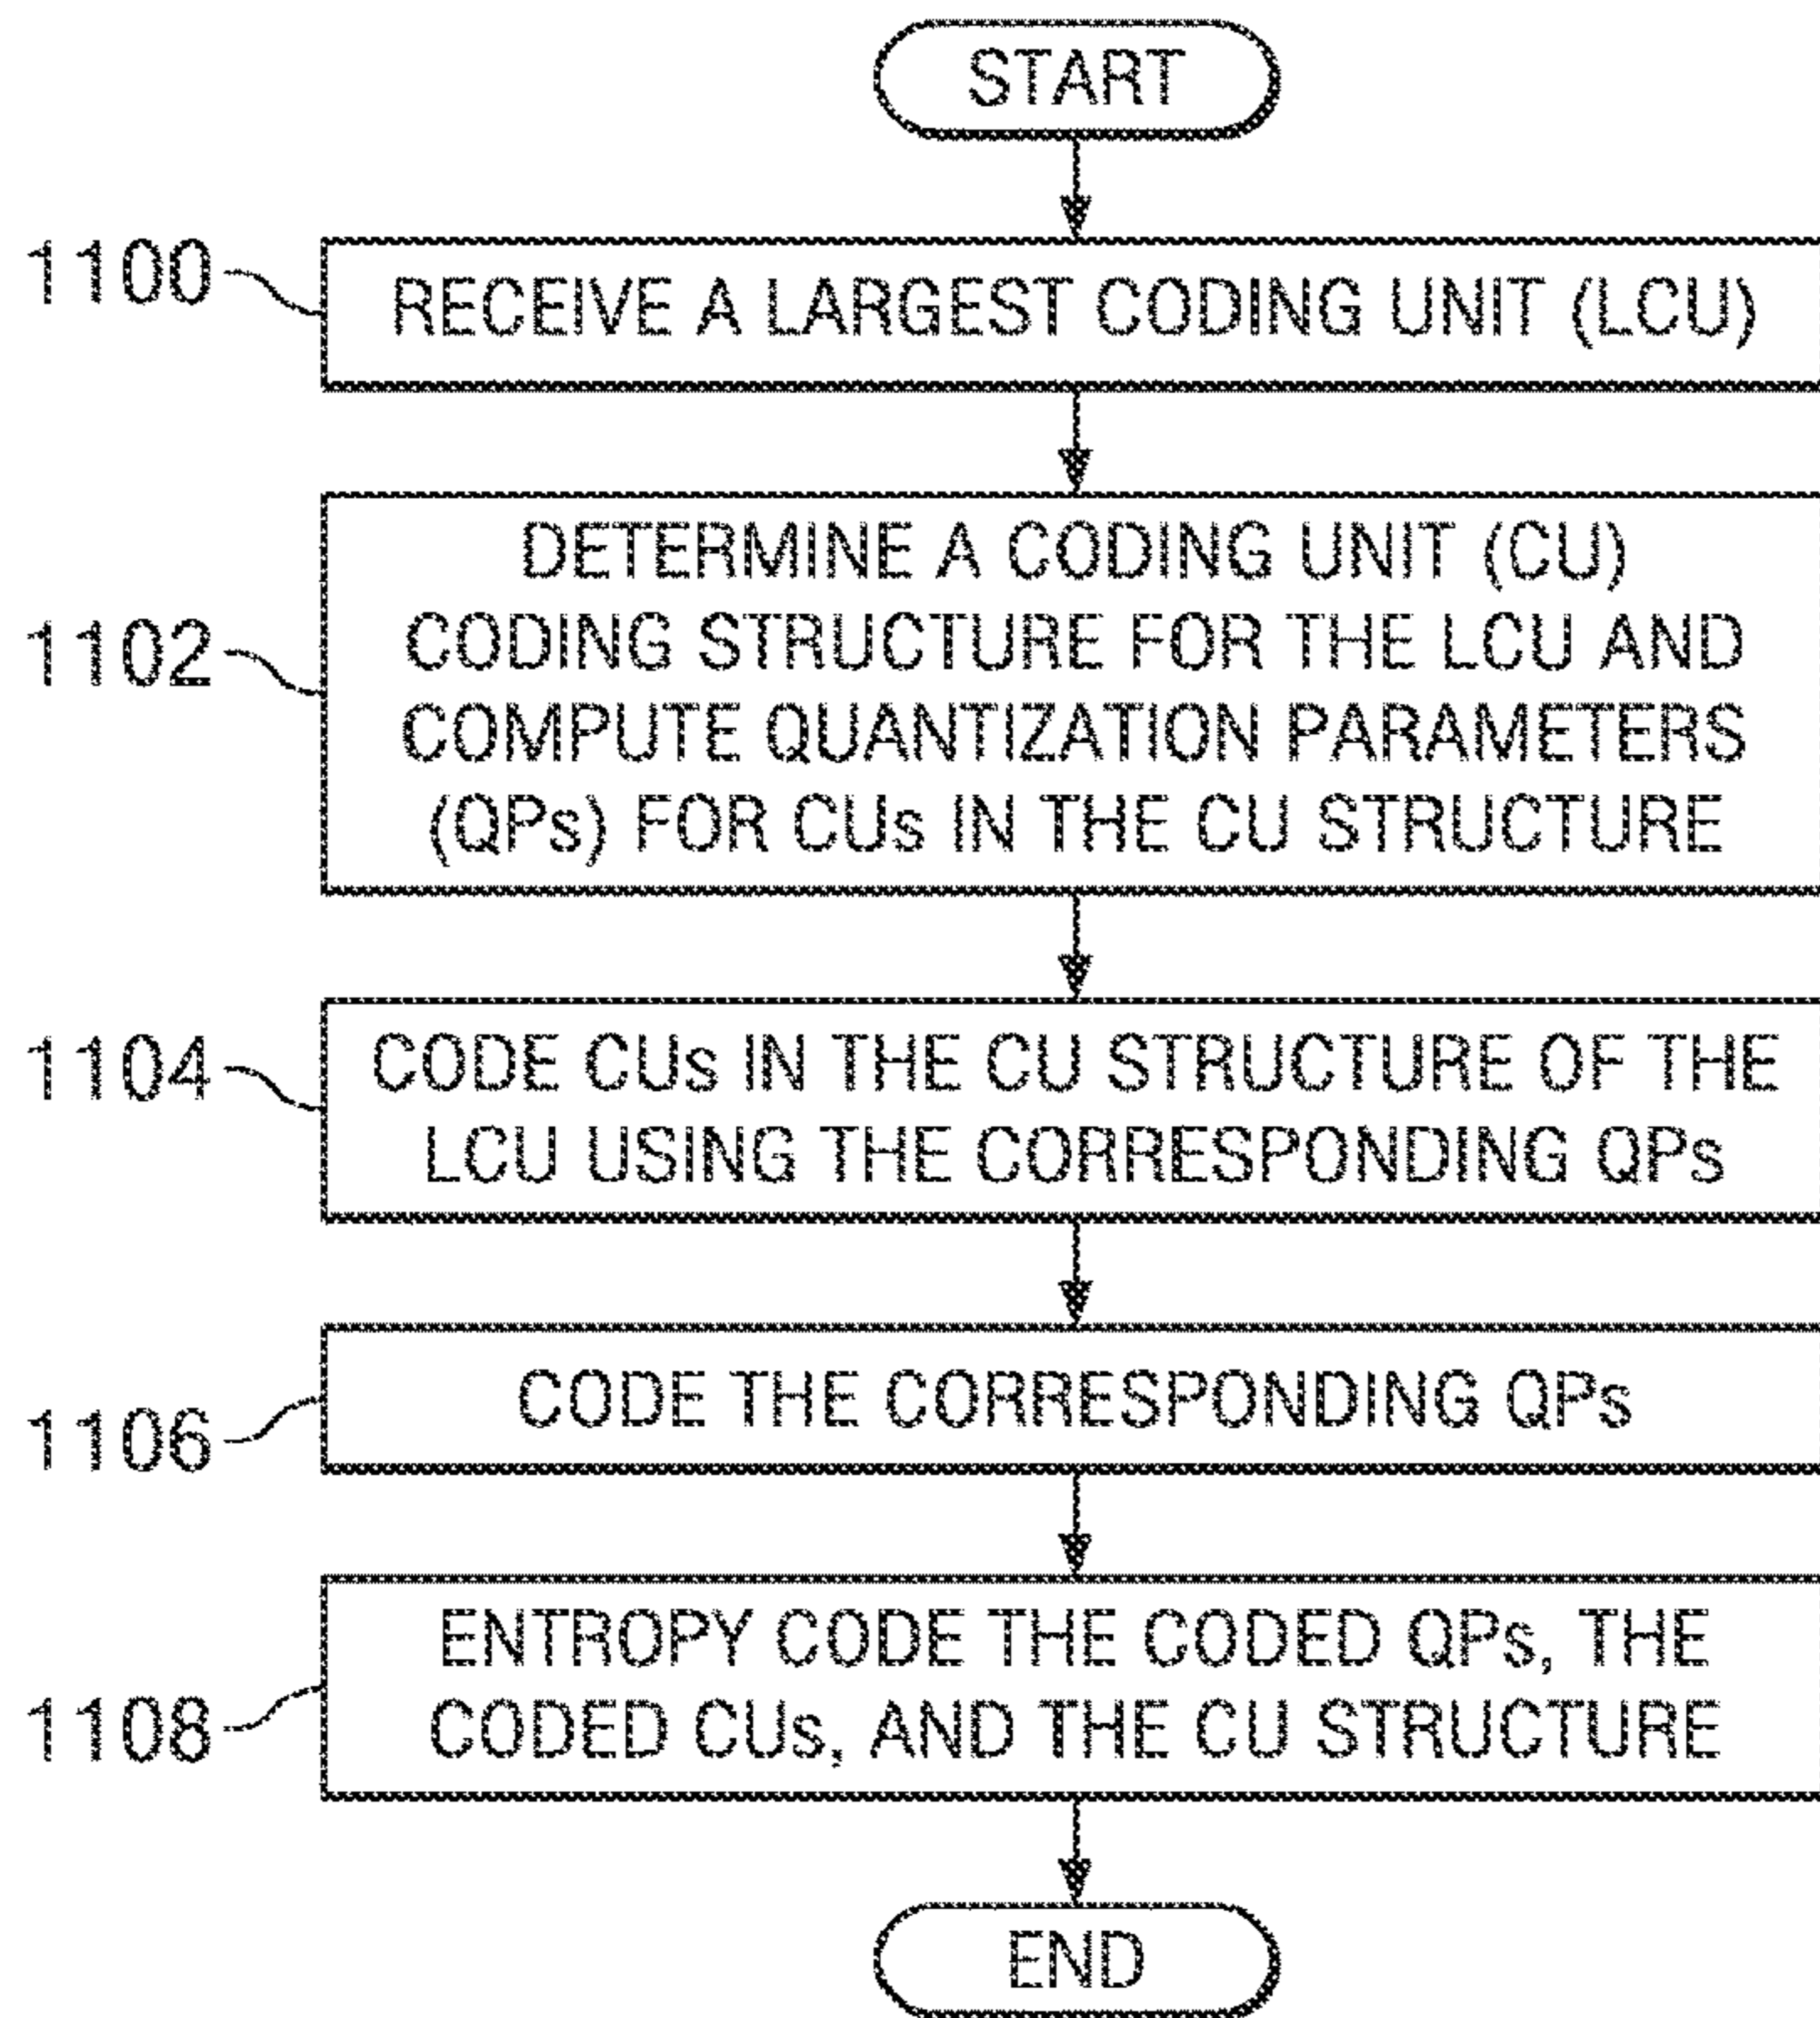 START
1100
RECEIVE A LARGEST CODING UNIT (LCU)
1102
DETERMINE A CODING UNIT (CU)
CODING STRUCTURE FOR THE LCU AND
COMPUTE QUANTIZATION PARAMETERS
(QPs) FOR CUs IN THE CU STRUCTURE
1104
CODE CUs IN THE CU STRUCTURE OF THE
LCU USING THE CORRESPONDING QPs
1106
CODE THE CORRESPONDING QPs
1108
ENTROPY CODE THE CODED QPs, THE
CODED CUs, AND THE CU STRUCTURE
END